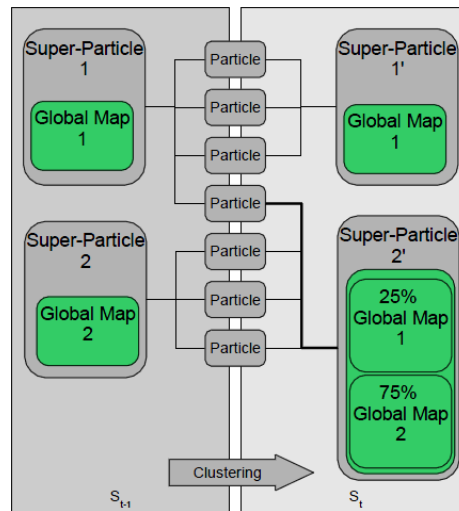 Super-Particle
1
Global Map
1
Super-Particle
2
Global Map
2
Particle
Particle
Particle
Particle
Particle
Particle
Particle
Super-Particle
1'
Global Map
1
Super-Particle
2'
25%
Global Map
1
75%
Global Map
2
Clustering
S_{t-1}
S_t